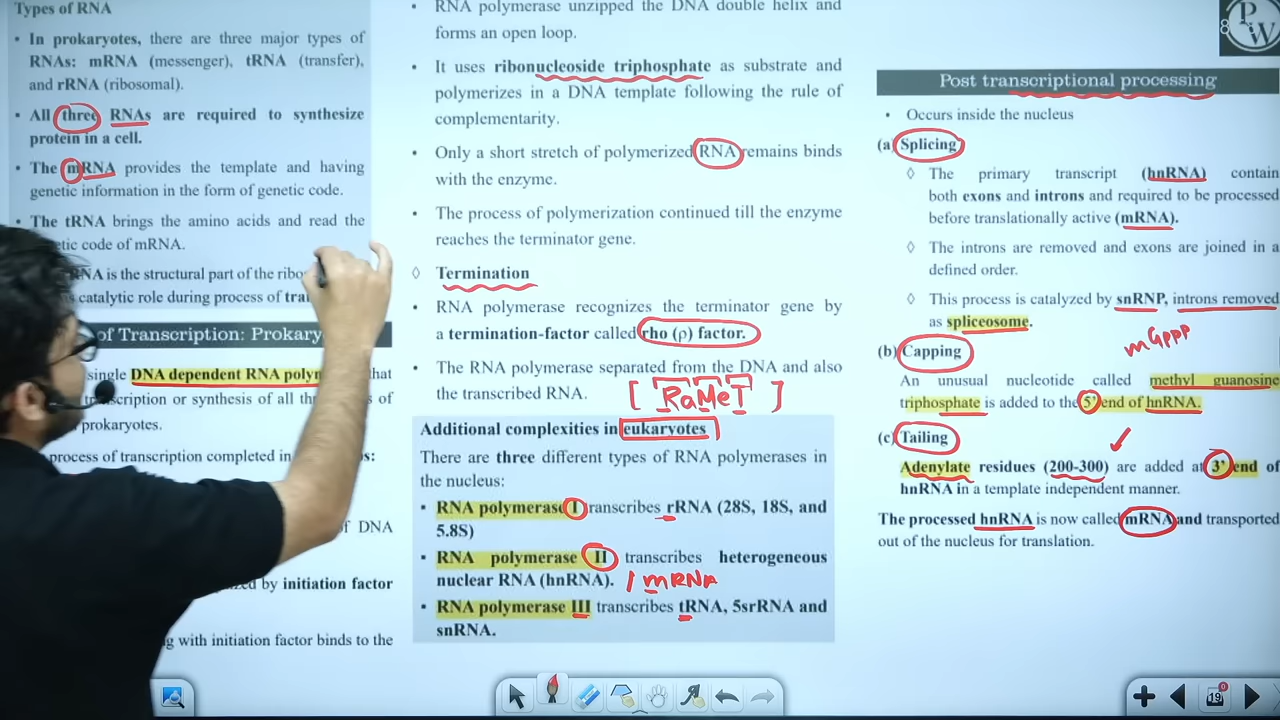 Types of RNA
• In prokaryotes, there are three major types of
RNAs: mRNA (messenger), tRNA (transfer),
and rRNA (ribosomal).
• All three RNAs are required to synthesize
protein in a cell.
• The mRNA provides the template and having
genetic information in the form of genetic code.
• The tRNA brings the amino acids and read the
etic code of mRNA.
RNA is the structural part of the ribo
catalytic role during process of tra
of Transcription: Prokary
single DNA dependent RNA polym that
cription or synthesis of all th of
prokaryotes.
process of transcription completed in s:
f DNA
by initiation factor
g with initiation factor binds to the
• RNA polymerase unzipped the DNA double helix and
forms an open loop.
• It uses ribonucleoside triphosphate as substrate and
polymerizes in a DNA template following the rule of
complementarity.
• Only a short stretch of polymerized RNA remains binds
with the enzyme.
• The process of polymerization continued till the enzyme
reaches the terminator gene.
◊ Termination
• RNA polymerase recognizes the terminator gene by
a termination-factor called rho (ρ) factor.
• The RNA polymerase separated from the DNA and also
the transcribed RNA.
[ RaMeT ]
Additional complexities in eukaryotes
There are three different types of RNA polymerases in
the nucleus:
• RNA polymerase I transcribes rRNA (28S, 18S, and
5.8S)
• RNA polymerase II transcribes heterogeneous
nuclear RNA (hnRNA). / mRNA
• RNA polymerase III transcribes tRNA, 5srRNA and
snRNA.
PW
Post transcriptional processing
• Occurs inside the nucleus
(a) Splicing
◊ The primary transcript (hnRNA) contain
both exons and introns and required to be processed
before translationally active (mRNA).
◊ The introns are removed and exons are joined in a
defined order.
◊ This process is catalyzed by snRNP, introns removed
as spliceosome.
mGppp
(b) Capping
An unusual nucleotide called methyl guanosine
triphosphate is added to the 5' end of hnRNA.
(c) Tailing
Adenylate residues (200-300) are added at 3' end of
hnRNA in a template independent manner.
The processed hnRNA is now called mRNA and transported
out of the nucleus for translation.
19
0